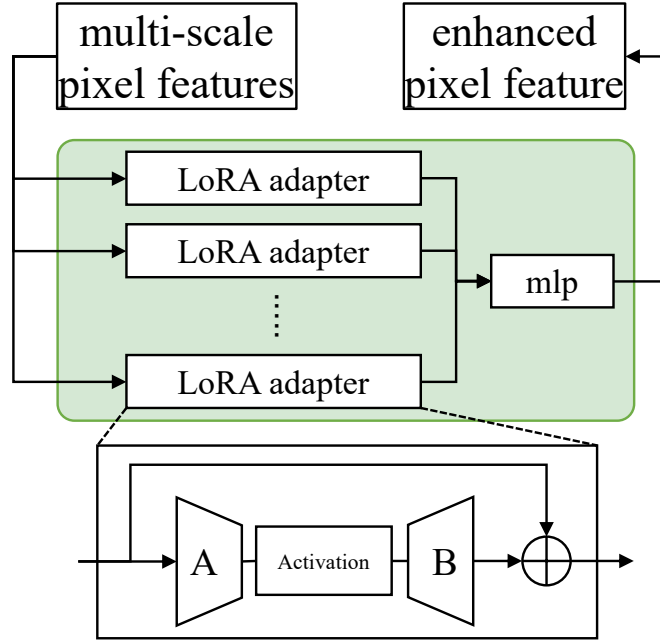 multi-scale
pixel features
enhanced
pixel feature
LoRA adapter
LoRA adapter
mlp
LoRA adapter
A
Activation
B